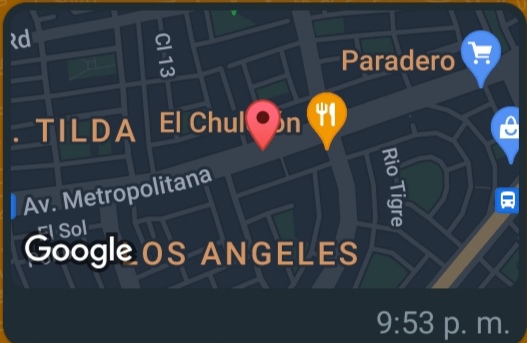 Rd
Cl 13
Paradero
. TILDA
El Chul ón
Av. Metropolitana
Rio Tigre
El Sol
Google
LOS ANGELES
9:53 p. m.